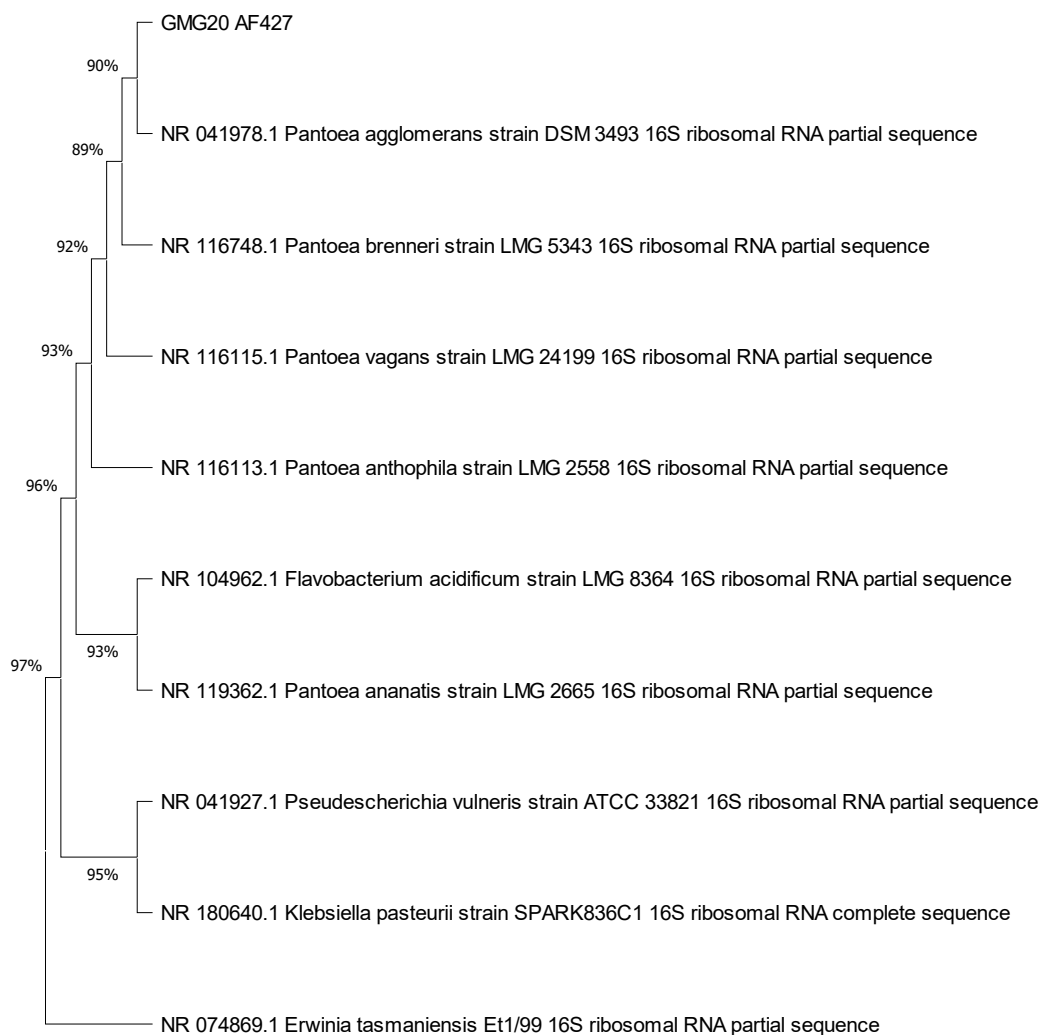 GMG20 AF427
90%
NR 041978.1 Pantoea agglomerans strain DSM 3493 16S ribosomal RNA partial sequence
89%
NR 116748.1 Pantoea brenneri strain LMG 5343 16S ribosomal RNA partial sequence
92%
NR 116115.1 Pantoea vagans strain LMG 24199 16S ribosomal RNA partial sequence
93%
NR 116113.1 Pantoea anthophila strain LMG 2558 16S ribosomal RNA partial sequence
96%
NR 104962.1 Flavobacterium acidificum strain LMG 8364 16S ribosomal RNA partial sequence
93%
97%
NR 119362.1 Pantoea ananatis strain LMG 2665 16S ribosomal RNA partial sequence
NR 041927.1 Pseudescherichia vulneris strain ATCC 33821 16S ribosomal RNA partial sequence
95%
NR 180640.1 Klebsiella pasteurii strain SPARK836C1 16S ribosomal RNA complete sequence
NR 074869.1 Erwinia tasmaniensis Et1/99 16S ribosomal RNA partial sequence